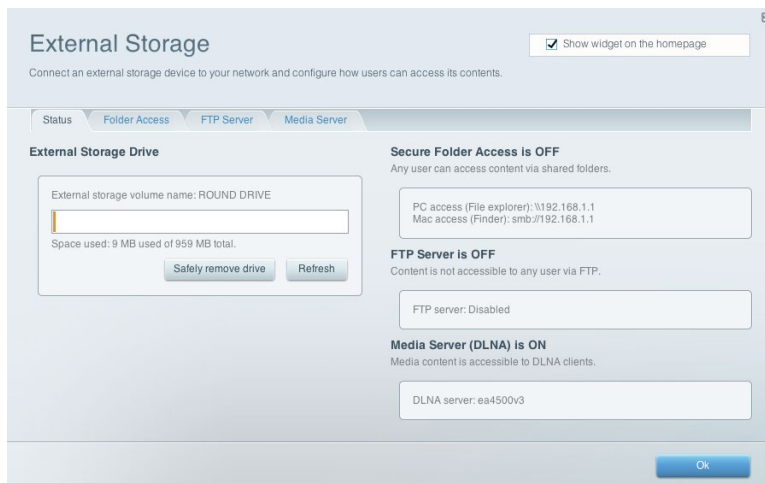 External Storage
Show widget on the homepage
Connect an external storage device to your network and configure how users can access its contents.
Status
Folder Access
FTP Server
Media Server
External Storage Drive
External storage volume name: ROUND DRIVE
Space used: 9 MB used of 959 MB total.
Safely remove drive
Refresh
Secure Folder Access is OFF
Any user can access content via shared folders.
PC access (File explorer): \\192.168.1.1
Mac access (Finder): smb://192.168.1.1
FTP Server is OFF
Content is not accessible to any user via FTP.
FTP server: Disabled
Media Server (DLNA) is ON
Media content is accessible to DLNA clients.
DLNA server: ea4500v3
Ok